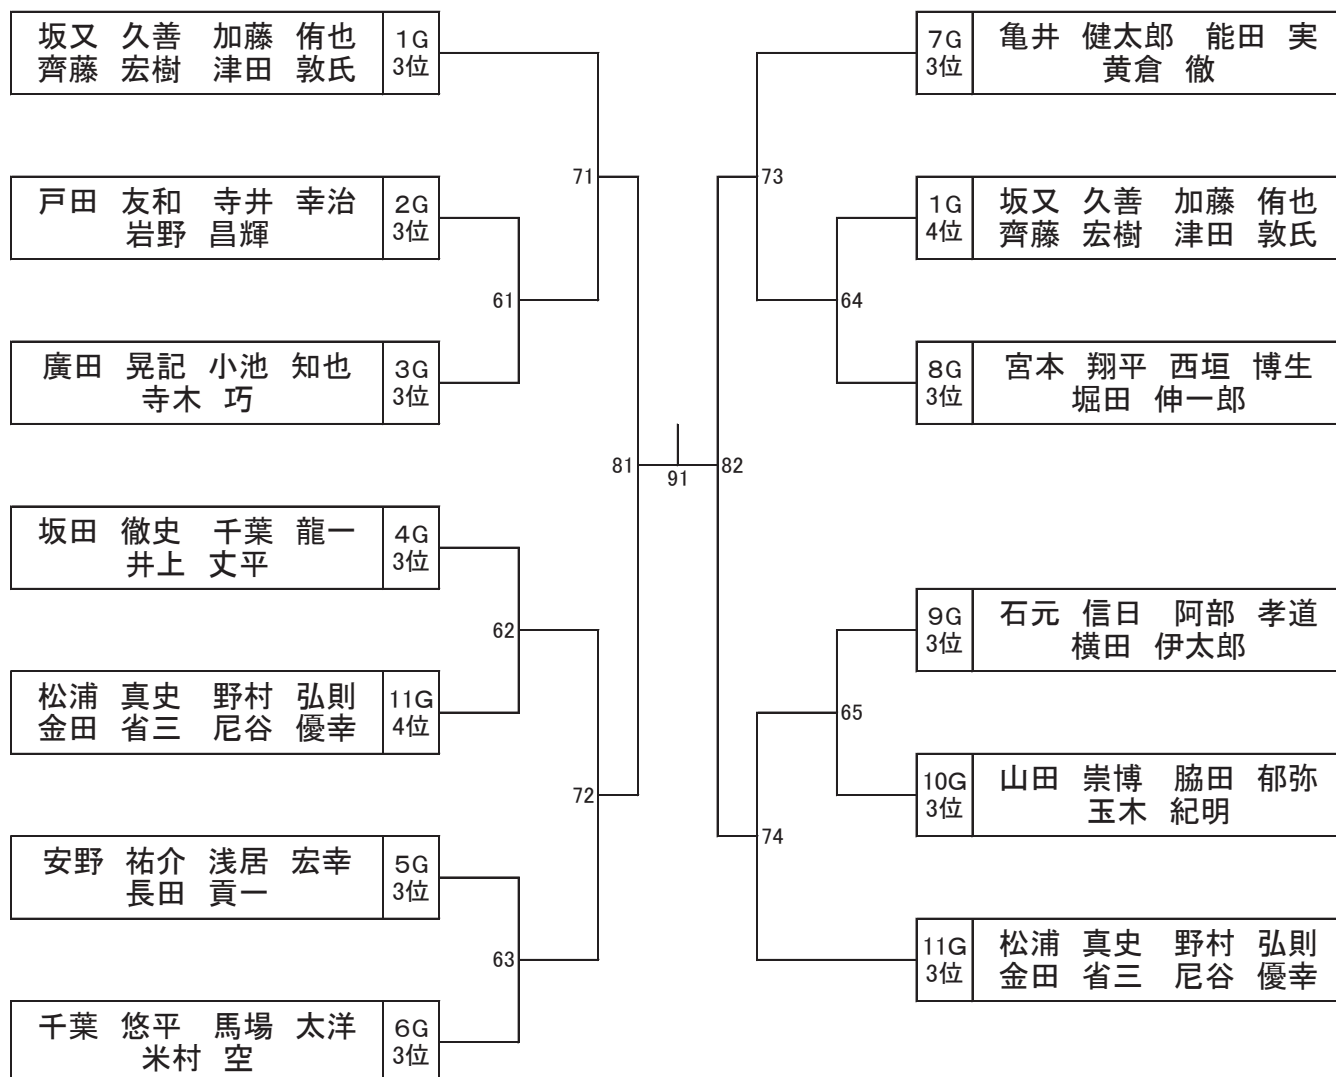 坂又 久善 加藤 侑也
齊藤 宏樹 津田 敦氏
1G
3位
戸田 友和 寺井 幸治
岩野 昌輝
2G
3位
廣田 晃記 小池 知也
寺木 巧
3G
3位
坂田 徹史 千葉 龍一
井上 丈平
4G
3位
松浦 真史 野村 弘則
金田 省三 尼谷 優幸
11G
4位
安野 祐介 浅居 宏幸
長田 貢一
5G
3位
千葉 悠平 馬場 太洋
米村 空
6G
3位
71
61
81
62
72
63
91
82
73
64
65
74
7G
3位
亀井 健太郎 能田 実
黄倉 徹
1G
4位
坂又 久善 加藤 侑也
齊藤 宏樹 津田 敦氏
8G
3位
宮本 翔平 西垣 博生
堀田 伸一郎
9G
3位
石元 信日 阿部 孝道
横田 伊太郎
10G
3位
山田 崇博 脇田 郁弥
玉木 紀明
11G
3位
松浦 真史 野村 弘則
金田 省三 尼谷 優幸